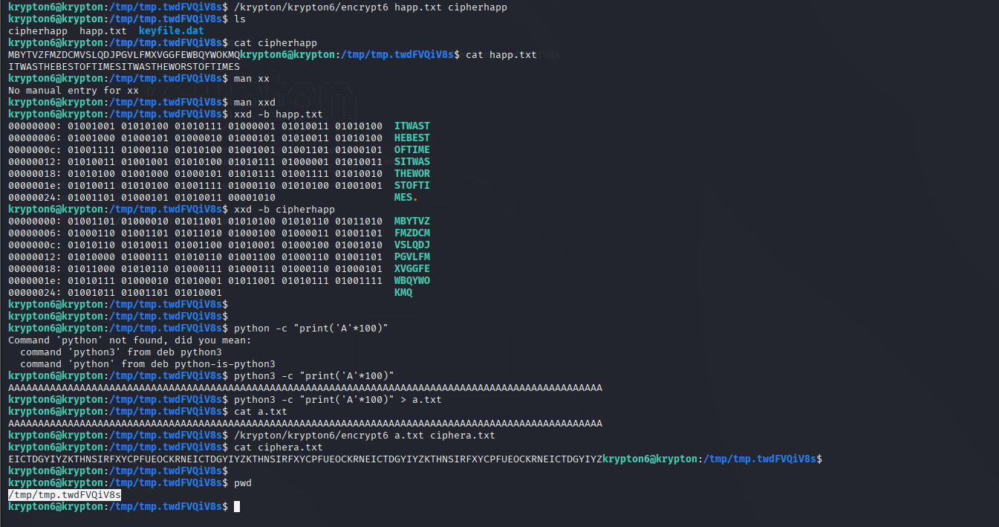 krypton6@krypton:/tmp/tmp.twdFVQiV8s$ /krypton/krypton6/encrypt6 happ.txt cipherhapp
krypton6@krypton:/tmp/tmp.twdFVQiV8s$ ls
cipherhapp  happ.txt  keyfile.dat
krypton6@krypton:/tmp/tmp.twdFVQiV8s$ cat cipherhapp
MBYTVZFMZDCMVSLQDJPGVLFMXVGGFEWBQYWOKMQkrypton6@krypton:/tmp/tmp.twdFVQiV8s$ cat happ.txt
ITWASTHEBESTOFTIMESITWASTHEWORSTOFTIMES
krypton6@krypton:/tmp/tmp.twdFVQiV8s$ man xx
No manual entry for xx
krypton6@krypton:/tmp/tmp.twdFVQiV8s$ man xxd
krypton6@krypton:/tmp/tmp.twdFVQiV8s$ xxd -b happ.txt
00000000: 01001001 01010100 01010111 01000001 01010011 01010100  ITWAST
00000006: 01001000 01000101 01000010 01000101 01010011 01010100  HEBEST
0000000c: 01001111 01000110 01010100 01001001 01001101 01000101  OFTIME
00000012: 01010011 01001001 01010100 01010111 01000001 01010011  SITWAS
00000018: 01010100 01001000 01000101 01010111 01001111 01010010  THEWOR
0000001e: 01010011 01010100 01001111 01000110 01010100 01001001  STOFTI
00000024: 01001101 01000101 01010011 00001010  MES.
krypton6@krypton:/tmp/tmp.twdFVQiV8s$ xxd -b cipherhapp
00000000: 01001101 01000010 01011001 01010100 01010110 01011010  MBYTVZ
00000006: 01000110 01001101 01011010 01000100 01000011 01001101  FMZDCM
0000000c: 01010110 01010011 01001100 01010001 01000100 01001010  VSLQDJ
00000012: 01010000 01000111 01010110 01001100 01000110 01001101  PGVLFM
00000018: 01011000 01010110 01000111 01000111 01000110 01000101  XVGGFE
0000001e: 01010111 01000010 01010001 01011001 01010111 01001111  WBQYWO
00000024: 01001011 01001101 01010001  KMQ
krypton6@krypton:/tmp/tmp.twdFVQiV8s$
krypton6@krypton:/tmp/tmp.twdFVQiV8s$
krypton6@krypton:/tmp/tmp.twdFVQiV8s$ python -c "print('A'*100)"
Command 'python' not found, did you mean:
  command 'python3' from deb python3
  command 'python' from deb python-is-python3
krypton6@krypton:/tmp/tmp.twdFVQiV8s$ python3 -c "print('A'*100)"
AAAAAAAAAAAAAAAAAAAAAAAAAAAAAAAAAAAAAAAAAAAAAAAAAAAAAAAAAAAAAAAAAAAAAAAAAAAAAAAAAAAAAAAAAAAAAAAAAAAA
krypton6@krypton:/tmp/tmp.twdFVQiV8s$ python3 -c "print('A'*100)" > a.txt
krypton6@krypton:/tmp/tmp.twdFVQiV8s$ cat a.txt
AAAAAAAAAAAAAAAAAAAAAAAAAAAAAAAAAAAAAAAAAAAAAAAAAAAAAAAAAAAAAAAAAAAAAAAAAAAAAAAAAAAAAAAAAAAAAAAAAAAA
krypton6@krypton:/tmp/tmp.twdFVQiV8s$ /krypton/krypton6/encrypt6 a.txt ciphera.txt
krypton6@krypton:/tmp/tmp.twdFVQiV8s$ cat ciphera.txt
EICTDGYIYZKTHNSIRFXYCPFUEOCKRNEICTDGYIYZKTHNSIRFXYCPFUEOCKRNEICTDGYIYZKTHNSIRFXYCPFUEOCKRNEICTDGYIYZkrypton6@krypton:/tmp/tmp.twdFVQiV8s$
krypton6@krypton:/tmp/tmp.twdFVQiV8s$
krypton6@krypton:/tmp/tmp.twdFVQiV8s$ pwd
/tmp/tmp.twdFVQiV8s
krypton6@krypton:/tmp/tmp.twdFVQiV8s$